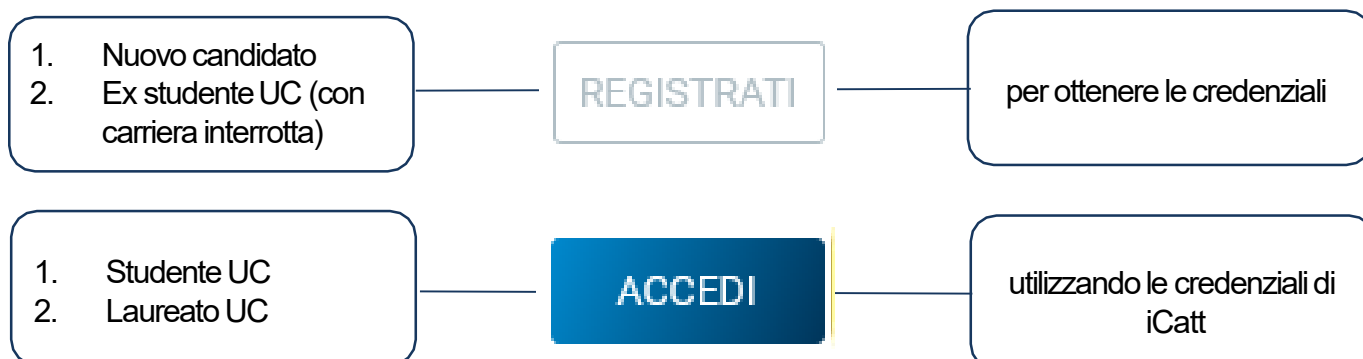 1. Nuovo candidato
2. Ex studente UC (con
carriera interrotta)
REGISTRATI
per ottenere le credenziali
1. Studente UC
2. Laureato UC
ACCEDI
utilizzando le credenziali di
iCatt